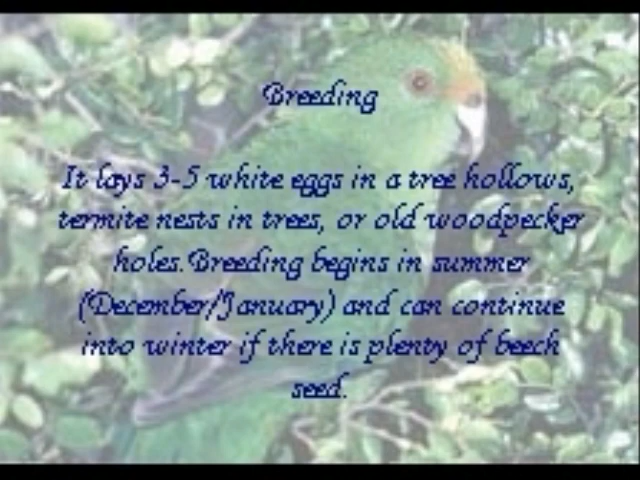 Breeding
It lays 3-5 white eggs in a tree hollows,
termite nests in trees, or old woodpecker
holes.Breeding begins in summer
(December/January) and can continue
into winter if there is plenty of beech
seed.